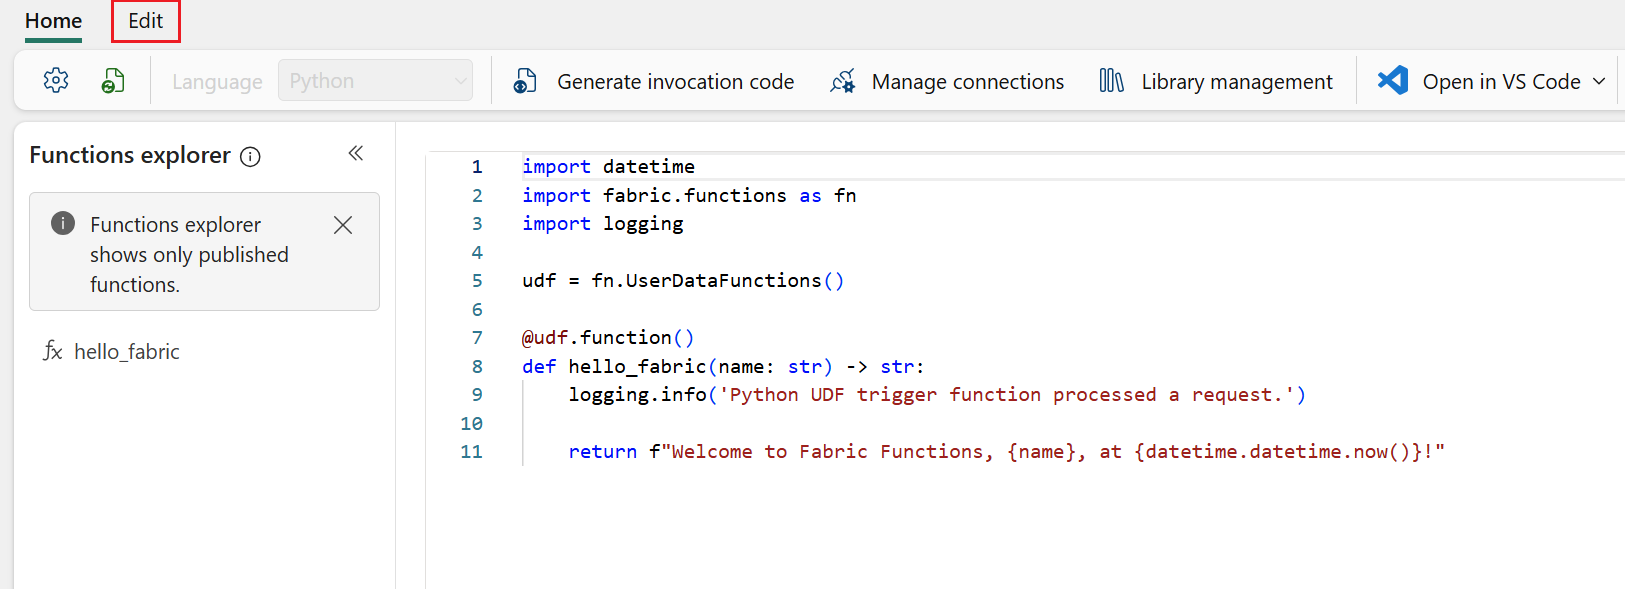 Home Edit
Language Python Generate invocation code Manage connections Library management Open in VS Code
Functions explorer
Functions explorer
shows only published
functions.
fx hello_fabric
1 import datetime
2 import fabric.functions as fn
3 import logging
4
5 udf = fn.UserDataFunctions()
6
7 @udf.function()
8 def hello_fabric(name: str) -> str:
9     logging.info('Python UDF trigger function processed a request.')
10
11     return f"Welcome to Fabric Functions, {name}, at {datetime.datetime.now()}!"